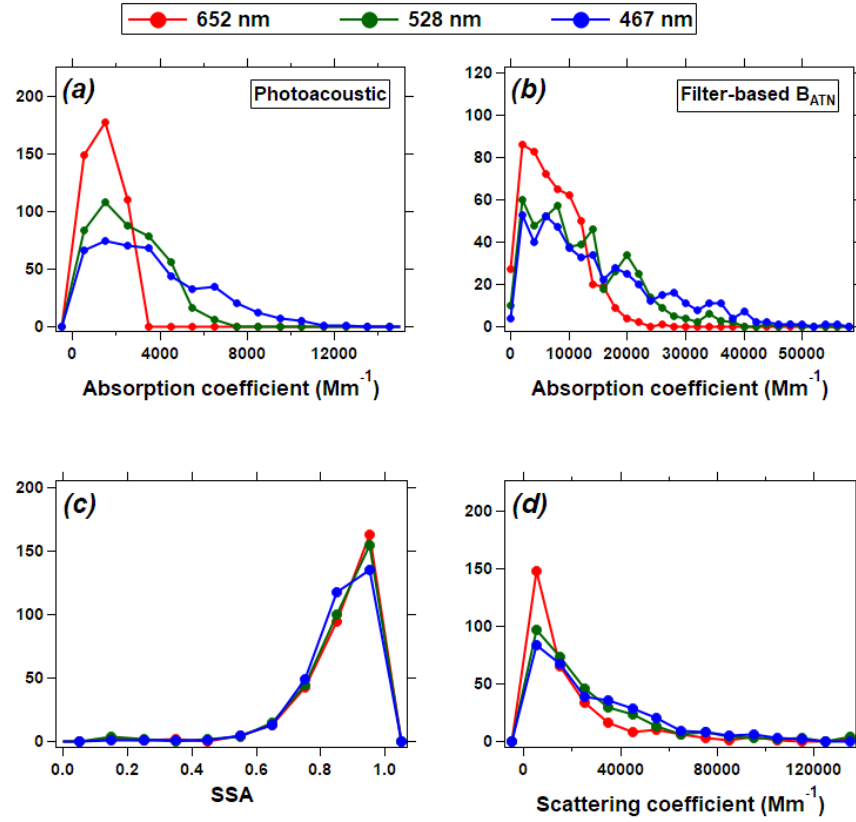 652 nm 528 nm 467 nm
(a) Photoacoustic
200
150
100
50
0
0 4000 8000 12000
Absorption coefficient (Mm-1)
(b) Filter-based BATN
120
100
80
60
40
20
0
0 10000 20000 30000 40000 50000
Absorption coefficient (Mm-1)
(c)
200
150
100
50
0
0.0 0.2 0.4 0.6 0.8 1.0
SSA
(d)
200
150
100
50
0
0 40000 80000 120000
Scattering coefficient (Mm-1)